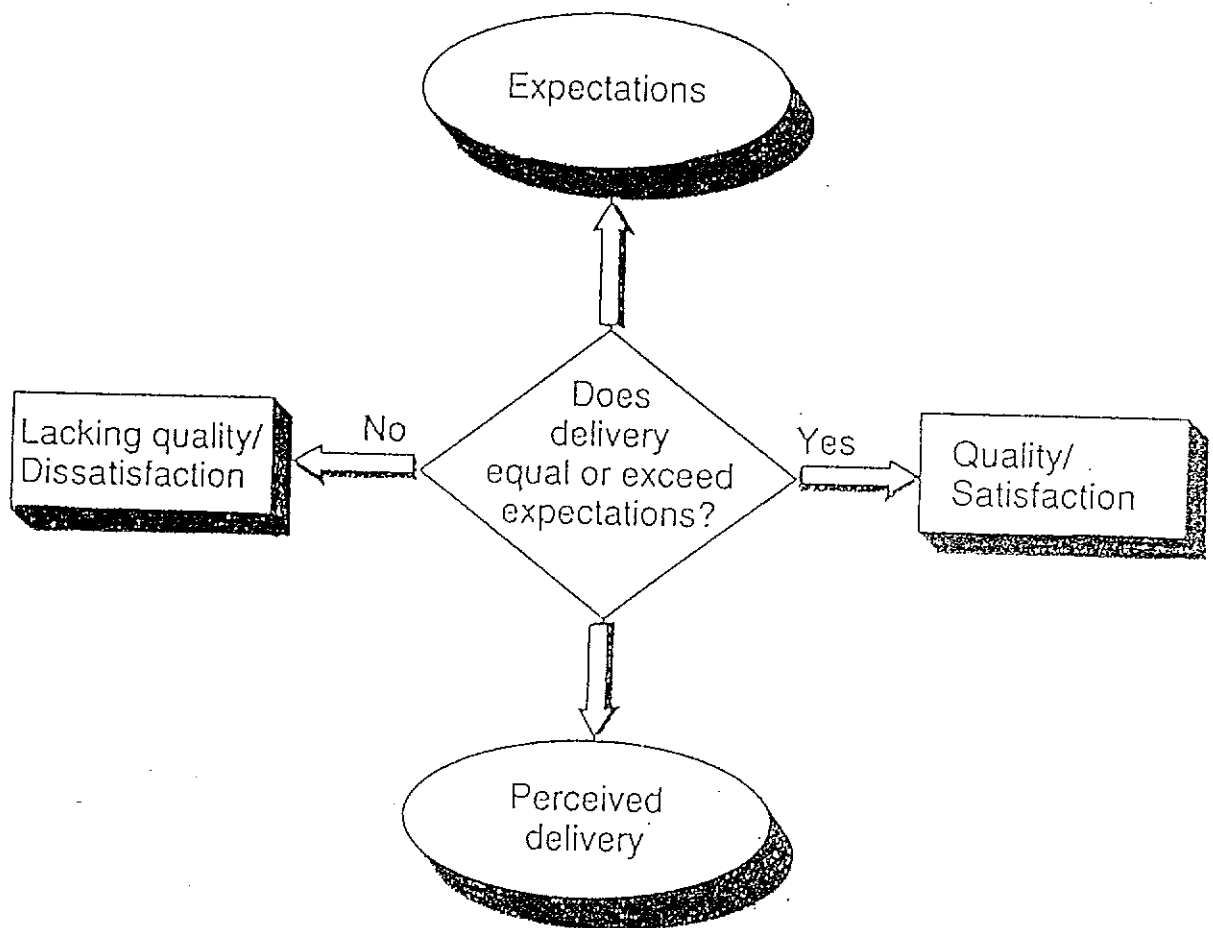 Expectations
Does
delivery
equal or exceed
expectations?
No
Lacking quality/
Dissatisfaction
Yes
Quality/
Satisfaction
Perceived
delivery